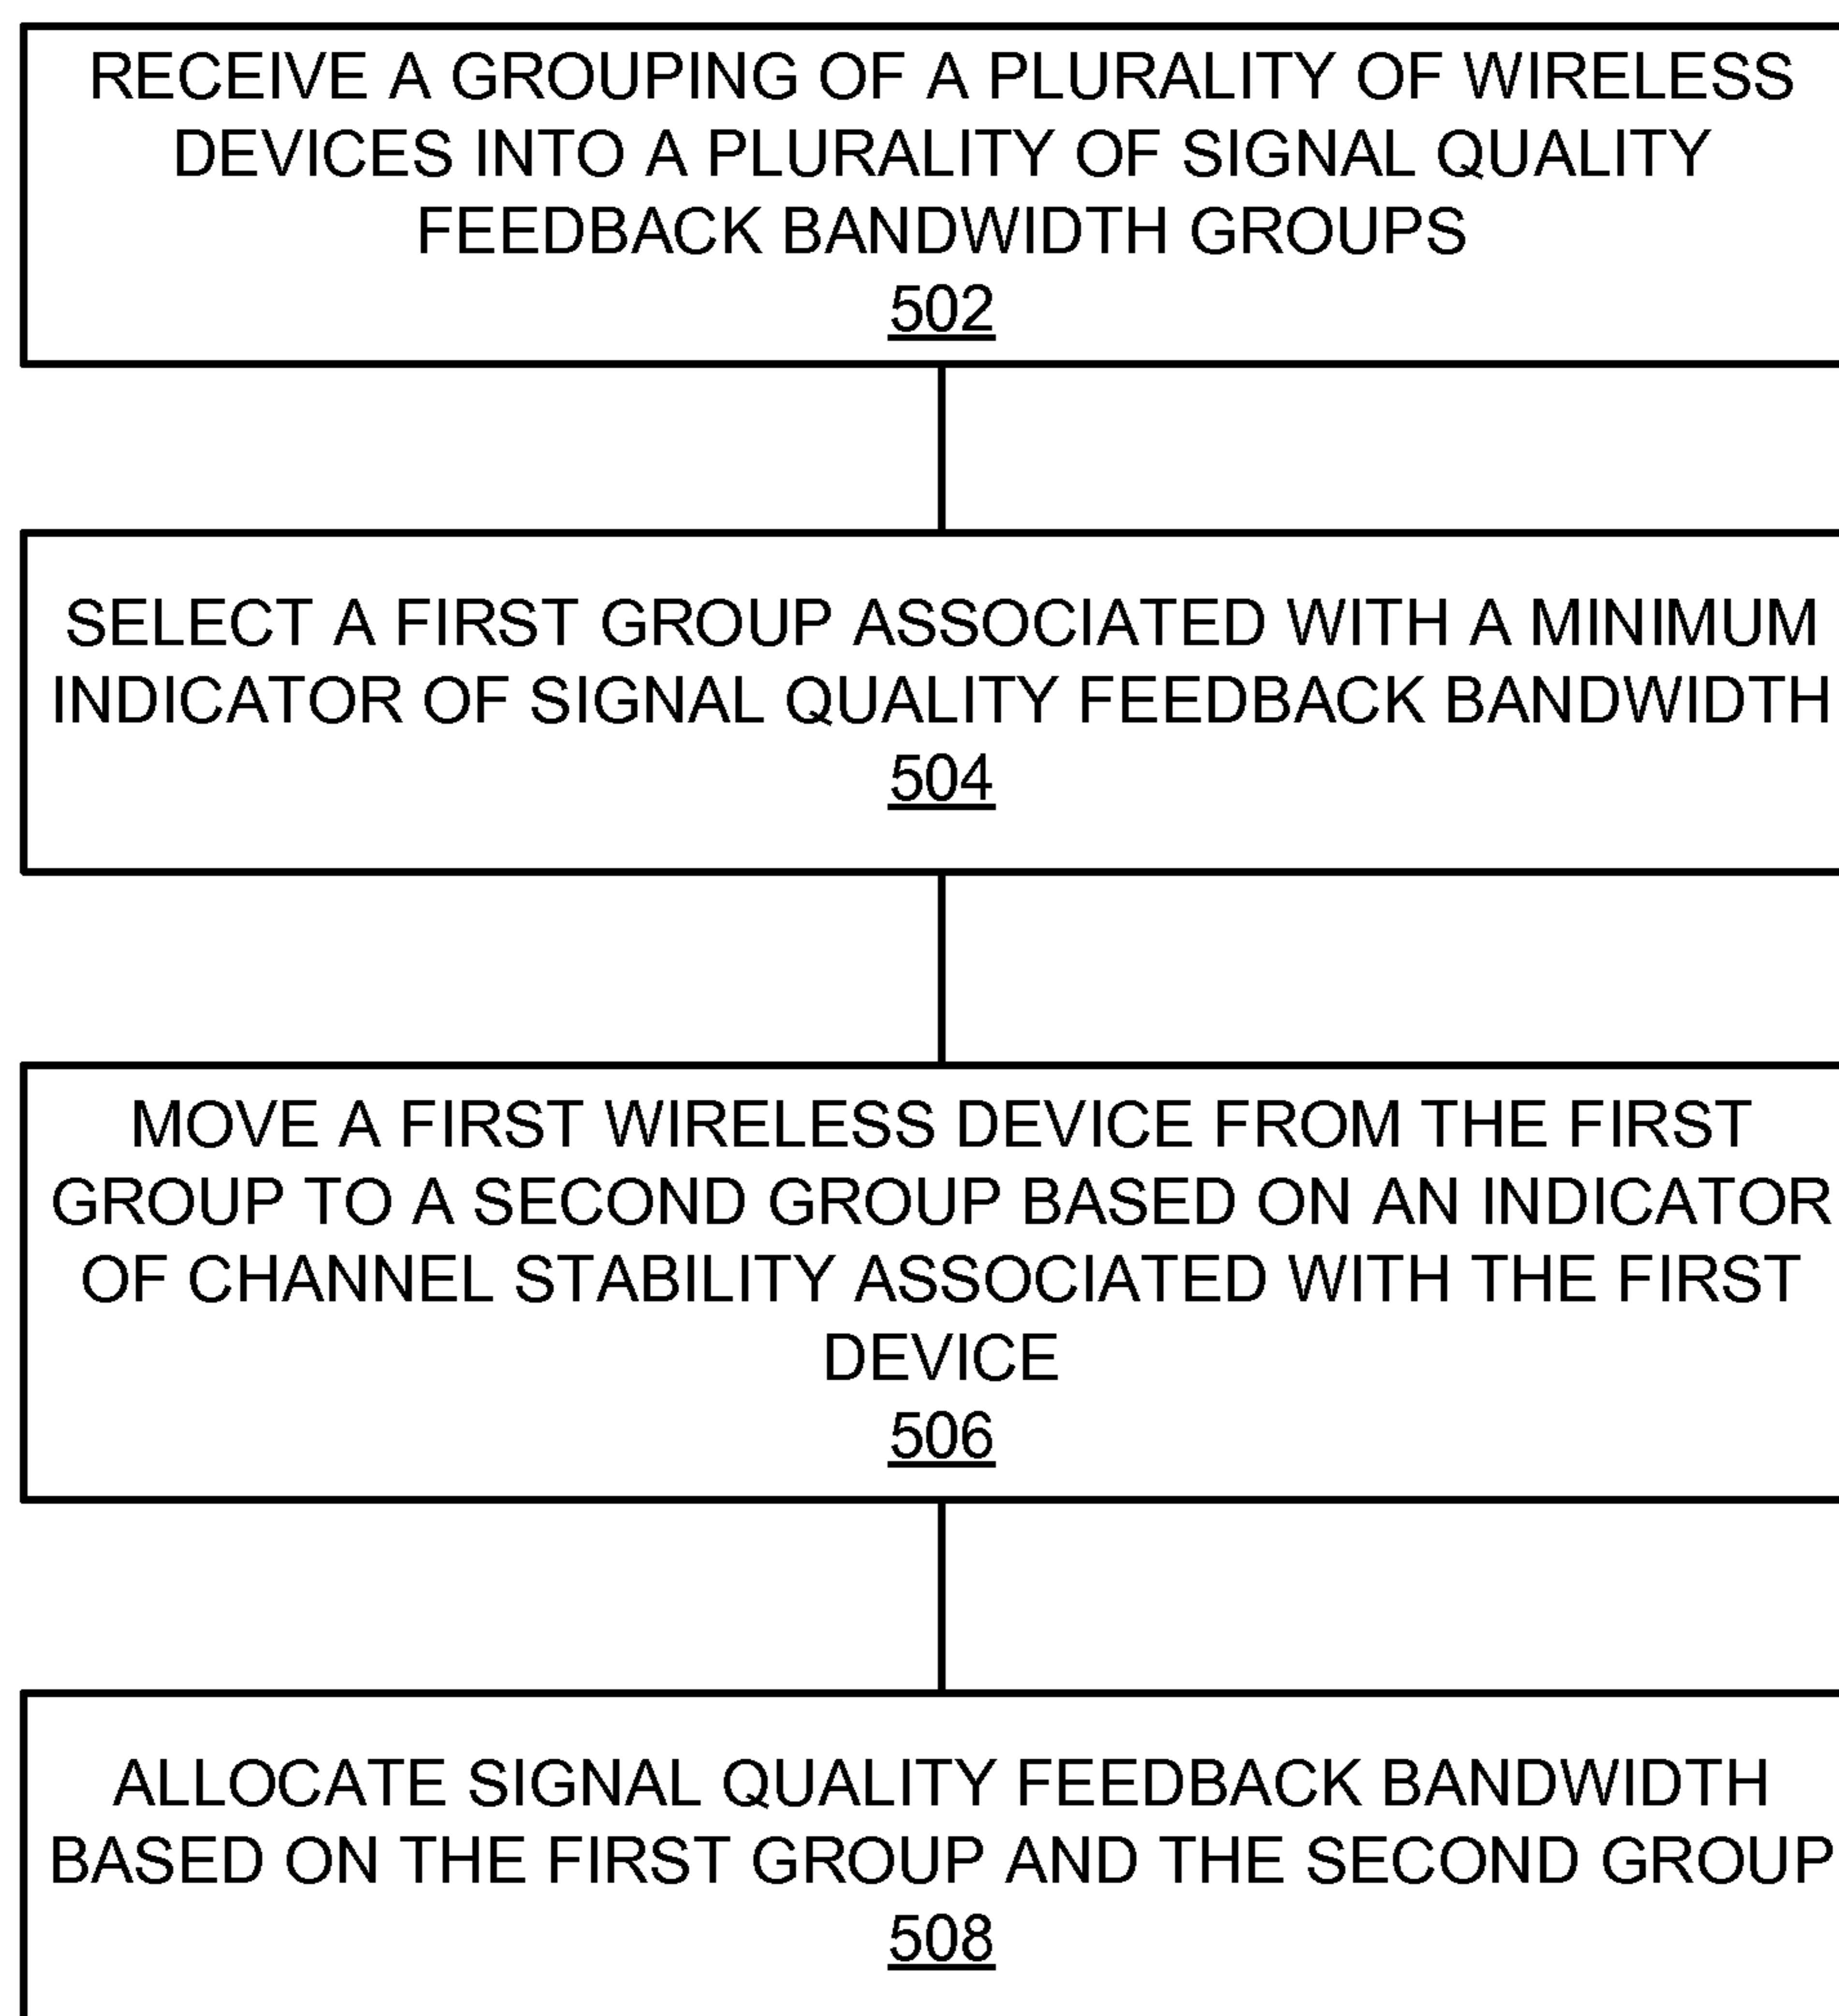 RECEIVE A GROUPING OF A PLURALITY OF WIRELESS
DEVICES INTO A PLURALITY OF SIGNAL QUALITY
FEEDBACK BANDWIDTH GROUPS
502
SELECT A FIRST GROUP ASSOCIATED WITH A MINIMUM
INDICATOR OF SIGNAL QUALITY FEEDBACK BANDWIDTH
504
MOVE A FIRST WIRELESS DEVICE FROM THE FIRST
GROUP TO A SECOND GROUP BASED ON AN INDICATOR
OF CHANNEL STABILITY ASSOCIATED WITH THE FIRST
DEVICE
506
ALLOCATE SIGNAL QUALITY FEEDBACK BANDWIDTH
BASED ON THE FIRST GROUP AND THE SECOND GROUP
508